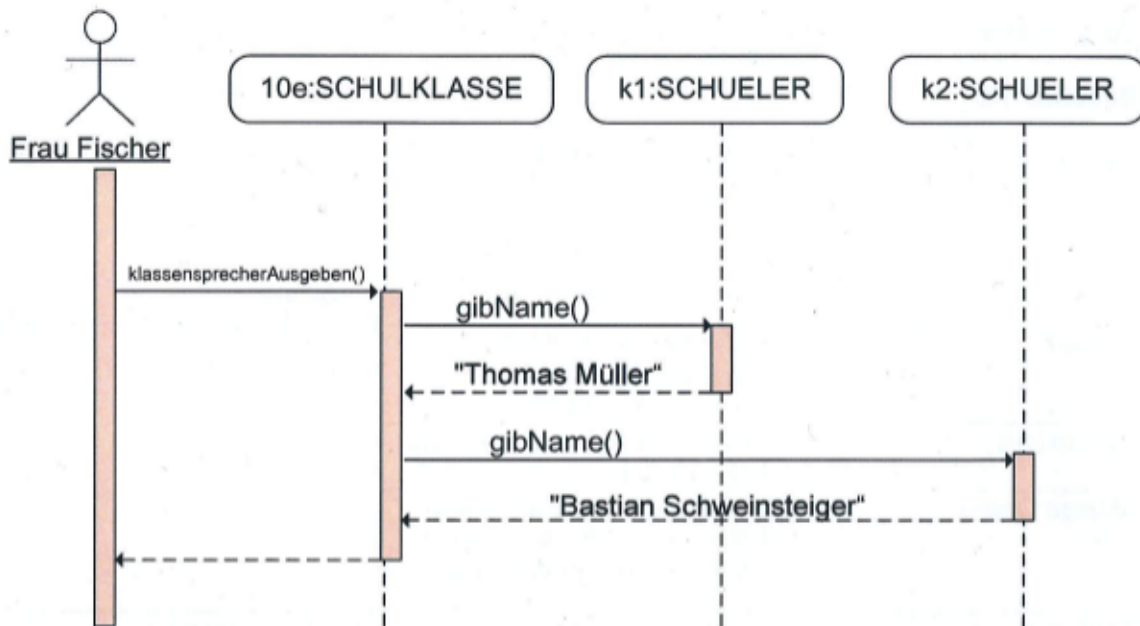 10e:SCHULKLASSE
k1:SCHUELER
k2:SCHUELER
Frau Fischer
klassensprecherAusgeben()
gibName()
"Thomas Müller“
gibName()
"Bastian Schweinsteiger“